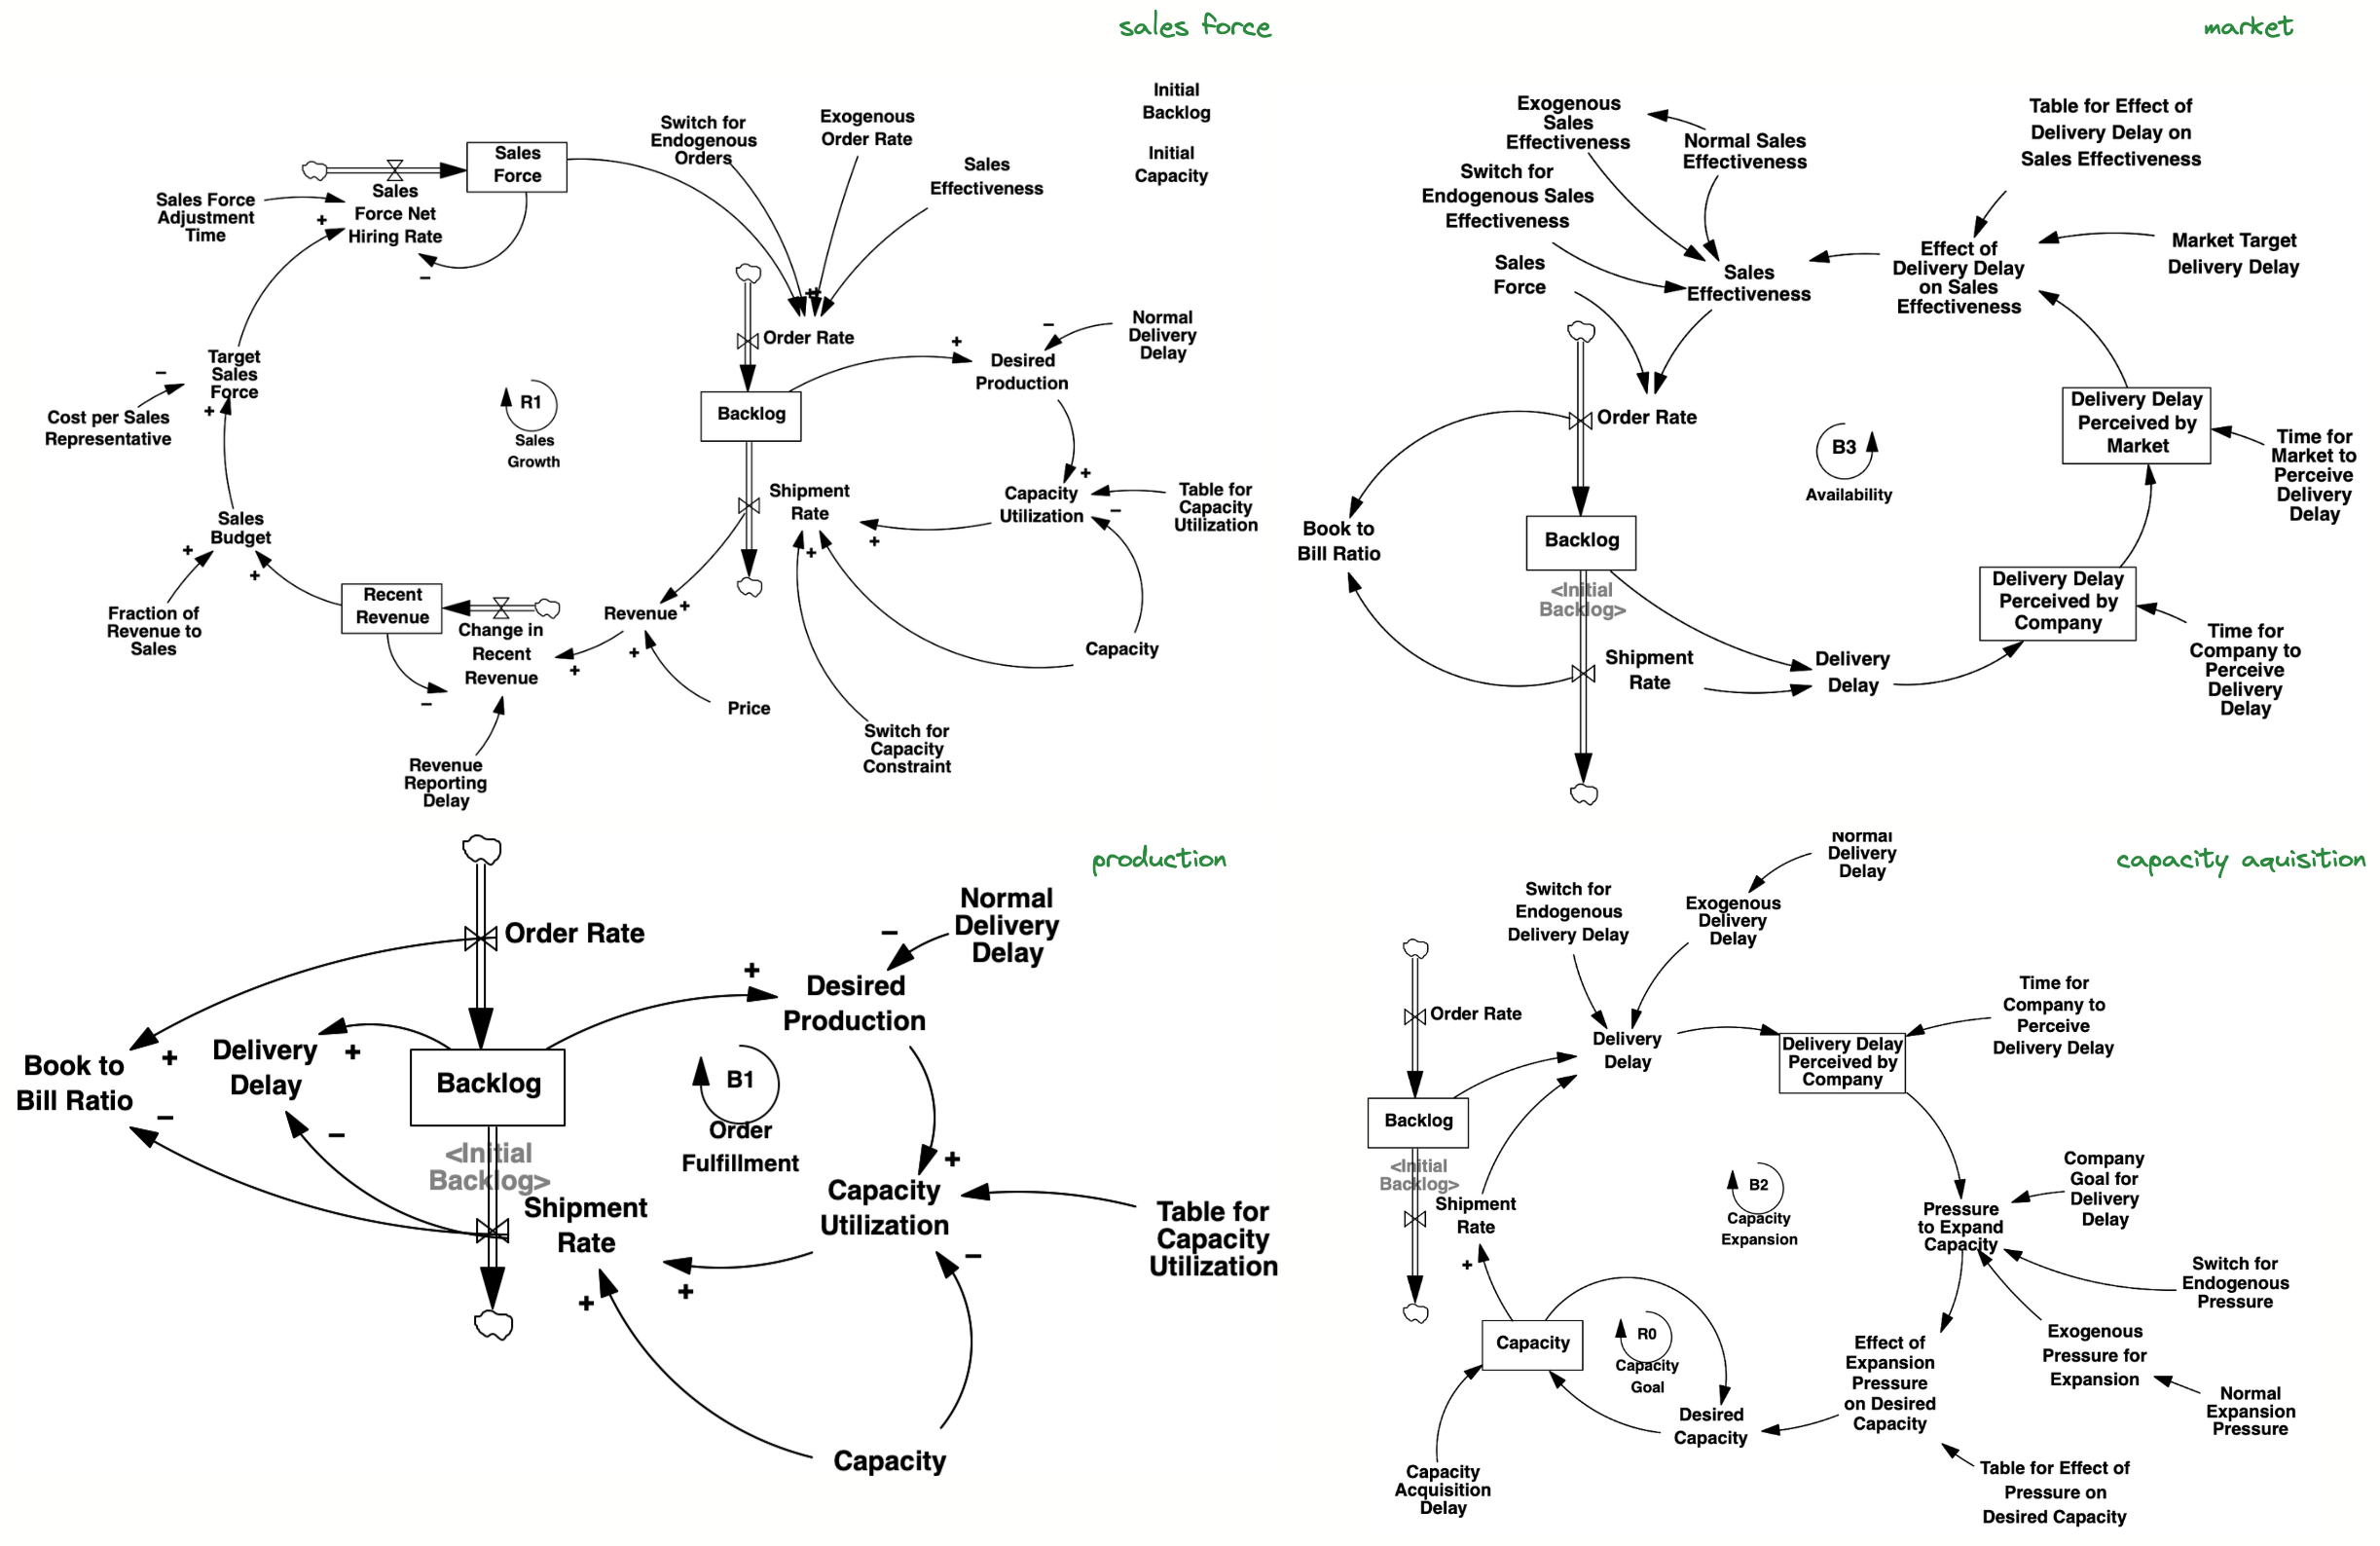 sales force
Initial
Backlog
Initial
Capacity
Switch for
Endogenous
Orders
Exogenous
Order Rate
Sales
Effectiveness
Sales
Force
Sales
Force Net
Hiring Rate
Sales Force
Adjustment
Time
+
−
++
Order Rate
Normal
Delivery
Delay
−
+
Desired
Production
Target
Sales
Force
−
+
Cost per Sales
Representative
R1
Sales
Growth
Backlog
Shipment
Rate
+
Capacity
Utilization
−
Table for
Capacity
Utilization
+
+
Sales
Budget
+
+
Fraction of
Revenue to
Sales
Recent
Revenue
Change in
Recent
Revenue
−
+
Revenue
+
+
Price
Capacity
Switch for
Capacity
Constraint
Revenue
Reporting
Delay
market
Exogenous
Sales
Effectiveness
Normal Sales
Effectiveness
Table for Effect of
Delivery Delay on
Sales Effectiveness
Switch for
Endogenous Sales
Effectiveness
Sales
Force
Sales
Effectiveness
Effect of
Delivery Delay
on Sales
Effectiveness
Market Target
Delivery Delay
Order Rate
B3
Availability
Delivery Delay
Perceived by
Market
Time for
Market to
Perceive
Delivery
Delay
Book to
Bill Ratio
Backlog
<Initial
Backlog>
Delivery Delay
Perceived by
Company
Time for
Company to
Perceive
Delivery
Delay
Shipment
Rate
Delivery
Delay
production
Order Rate
Normal
Delivery
Delay
−
+
Desired
Production
Book to
Bill Ratio
+
−
Delivery
Delay
+
−
Backlog
<Initial
Backlog>
B1
Order
Fulfillment
Shipment
Rate
+
+
Capacity
Utilization
+
−
Table for
Capacity
Utilization
Capacity
capacity aquisition
Normal
Delivery
Delay
Switch for
Endogenous
Delivery Delay
Exogenous
Delivery
Delay
Order Rate
Delivery
Delay
Delivery Delay
Perceived by
Company
Time for
Company to
Perceive
Delivery Delay
Backlog
<Initial
Backlog>
Shipment
Rate
+
B2
Capacity
Expansion
Pressure
to Expand
Capacity
Company
Goal for
Delivery
Delay
Switch for
Endogenous
Pressure
Capacity
R0
Capacity
Goal
Effect of
Expansion
Pressure
on Desired
Capacity
Exogenous
Pressure for
Expansion
Normal
Expansion
Pressure
Desired
Capacity
Capacity
Acquisition
Delay
Table for Effect of
Pressure on
Desired Capacity